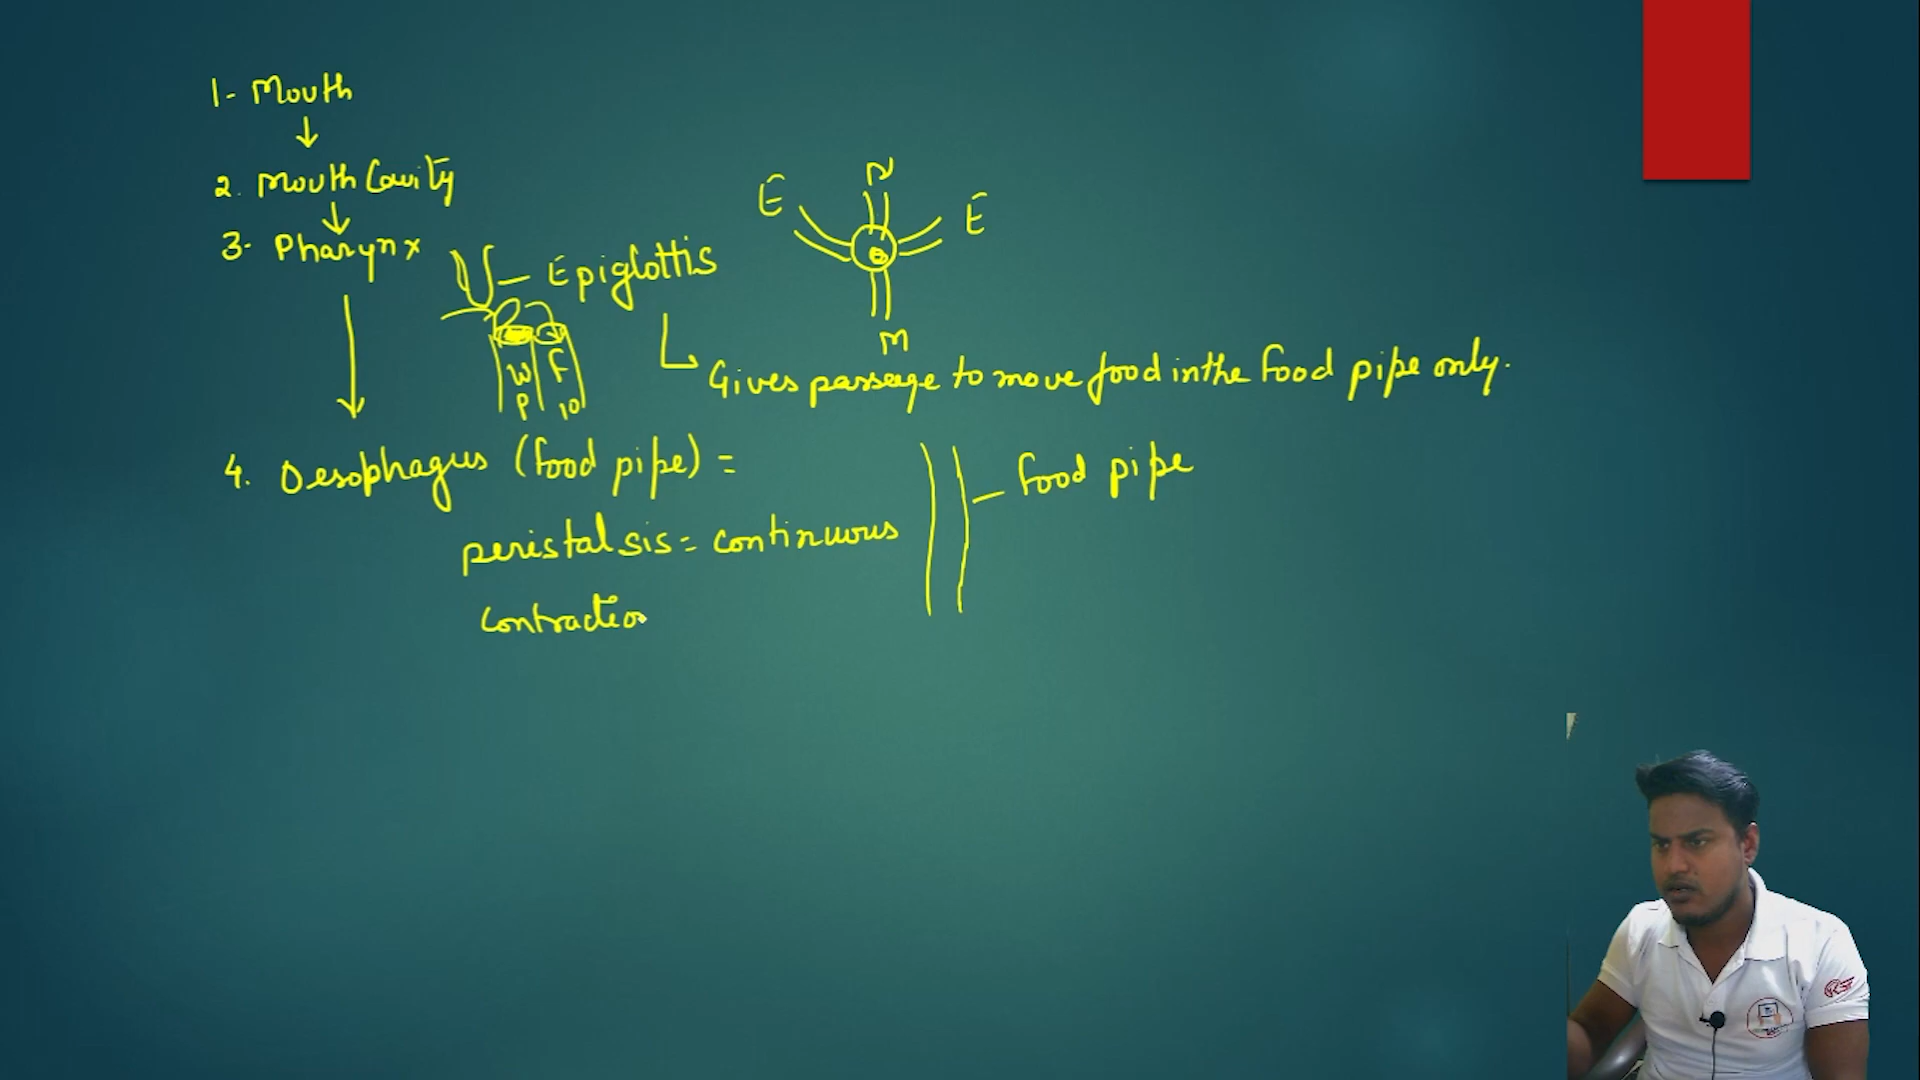 1- Mouth
2. Mouth Cavity
3- Pharynx
E N E
M
Epiglottis
W F
P 10
Gives passage to move food in the food pipe only.
4. Oesophagus (food pipe) =
food pipe
peristalsis = continuous
contractio